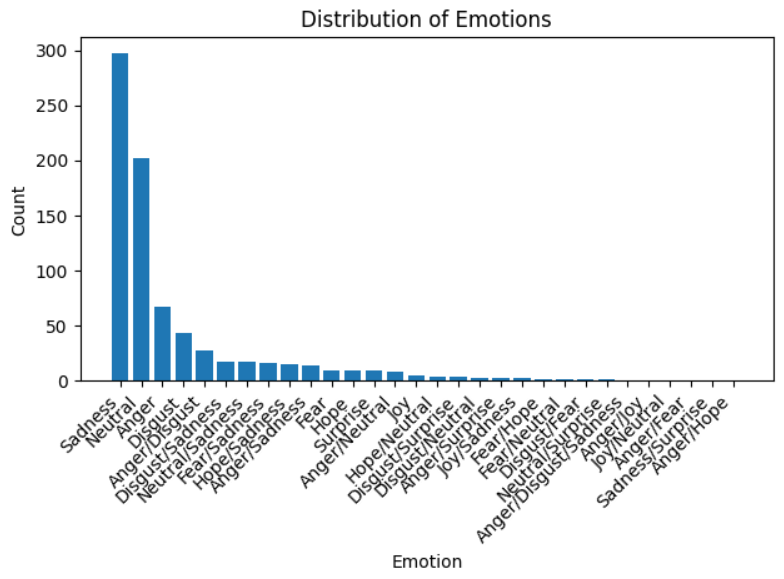 Distribution of Emotions
300
250
200
150
100
50
0
Count
Sadness
Neutral
Anger
Disgust
Anger/Disgust
Disgust/Sadness
Neutral/Sadness
Fear/Sadness
Hope/Sadness
Anger/Sadness
Fear
Hope
Surprise
Anger/Neutral
Joy
Hope/Neutral
Disgust/Surprise
Disgust/Neutral
Anger/Surprise
Joy/Sadness
Fear/Hope
Fear/Neutral
Disgust/Fear
Neutral/Surprise
Anger/Disgust/Sadness
Anger/Joy
Joy/Neutral
Anger/Fear
Sadness/Surprise
Anger/Hope
Emotion